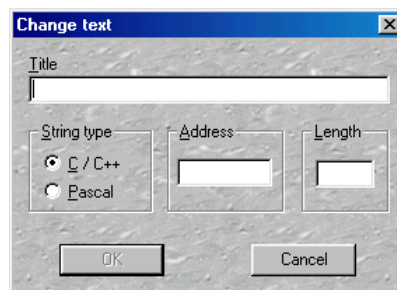 Change text
Title
String type
Address
Length
C / C++
Pascal
OK
Cancel